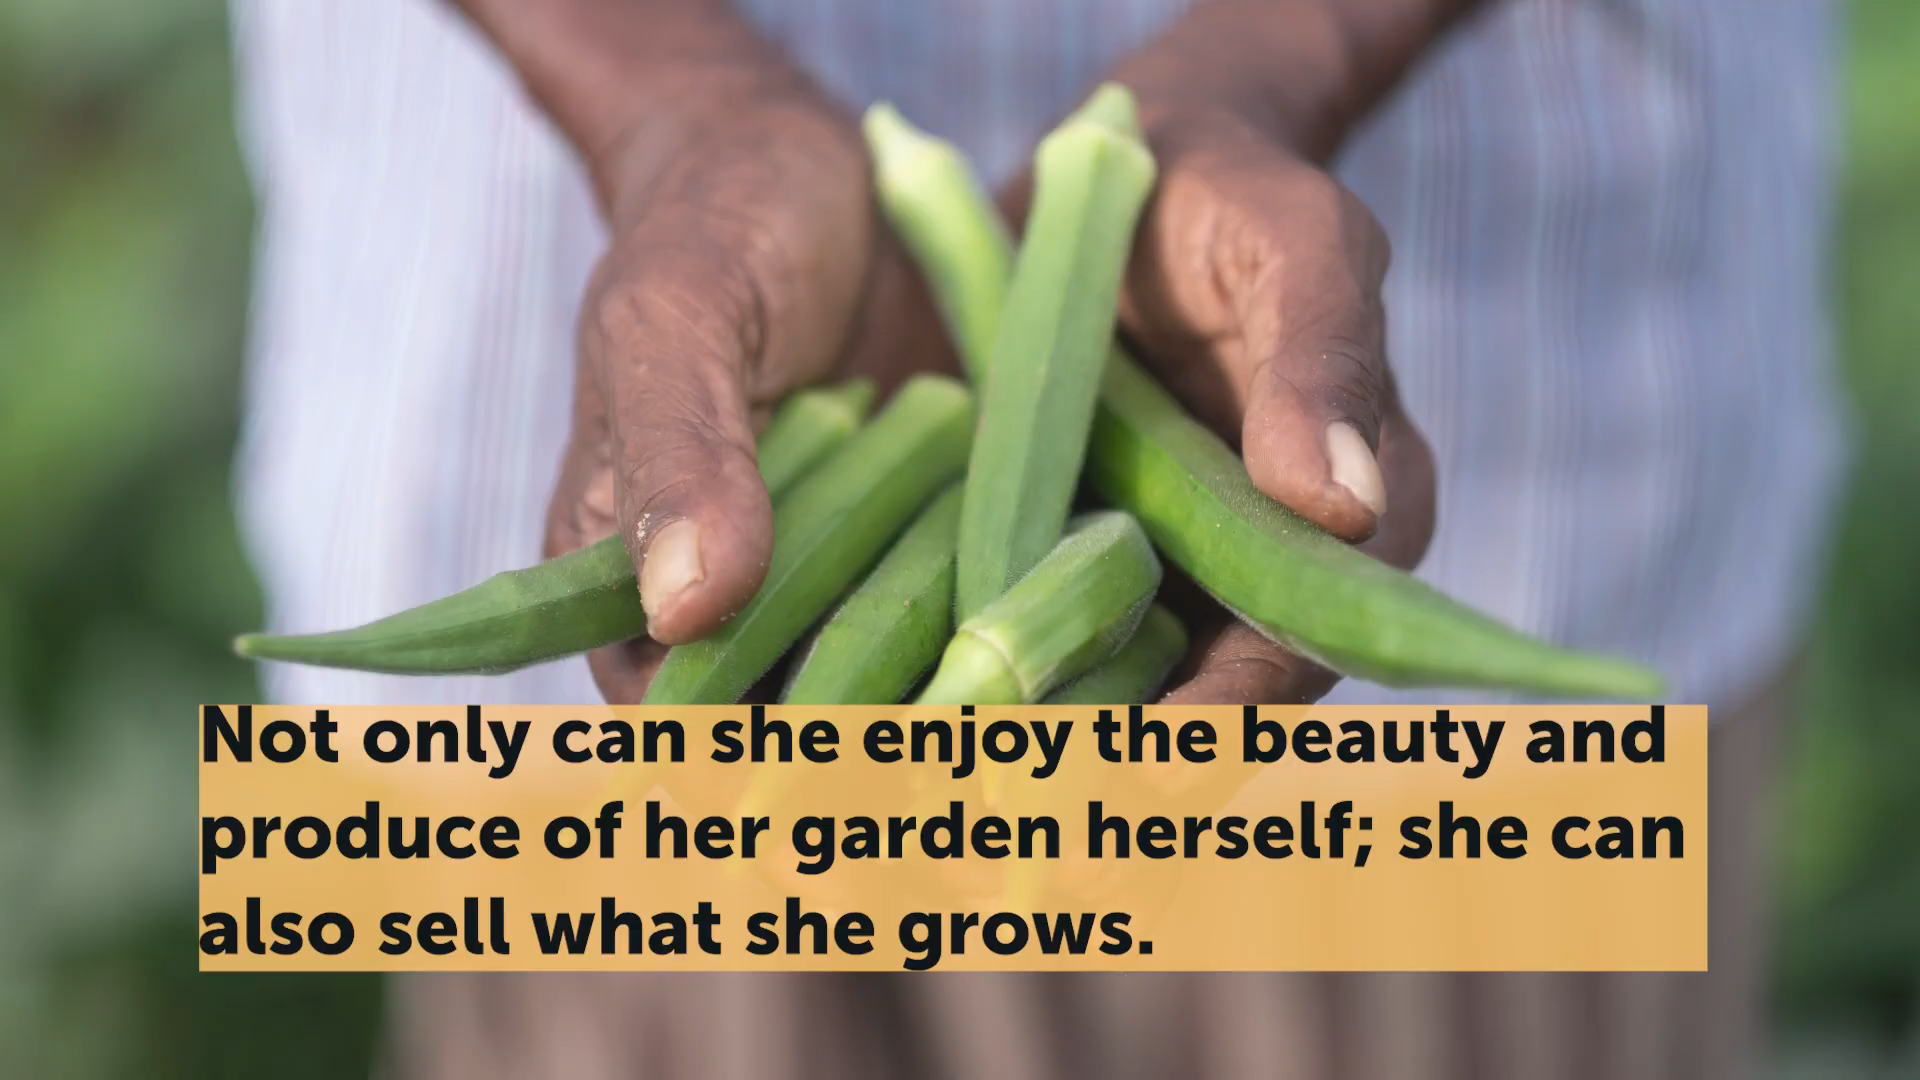 Not only can she enjoy the beauty and
produce of her garden herself; she can
also sell what she grows.